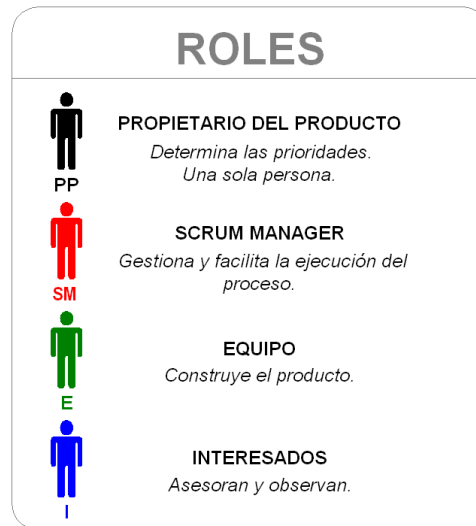 ROLES
PROPIETARIO DEL PRODUCTO
Determina las prioridades.
Una sola persona.
PP
SCRUM MANAGER
Gestiona y facilita la ejecución del
proceso.
SM
EQUIPO
Construye el producto.
E
INTERESADOS
Asesoran y observan.
I